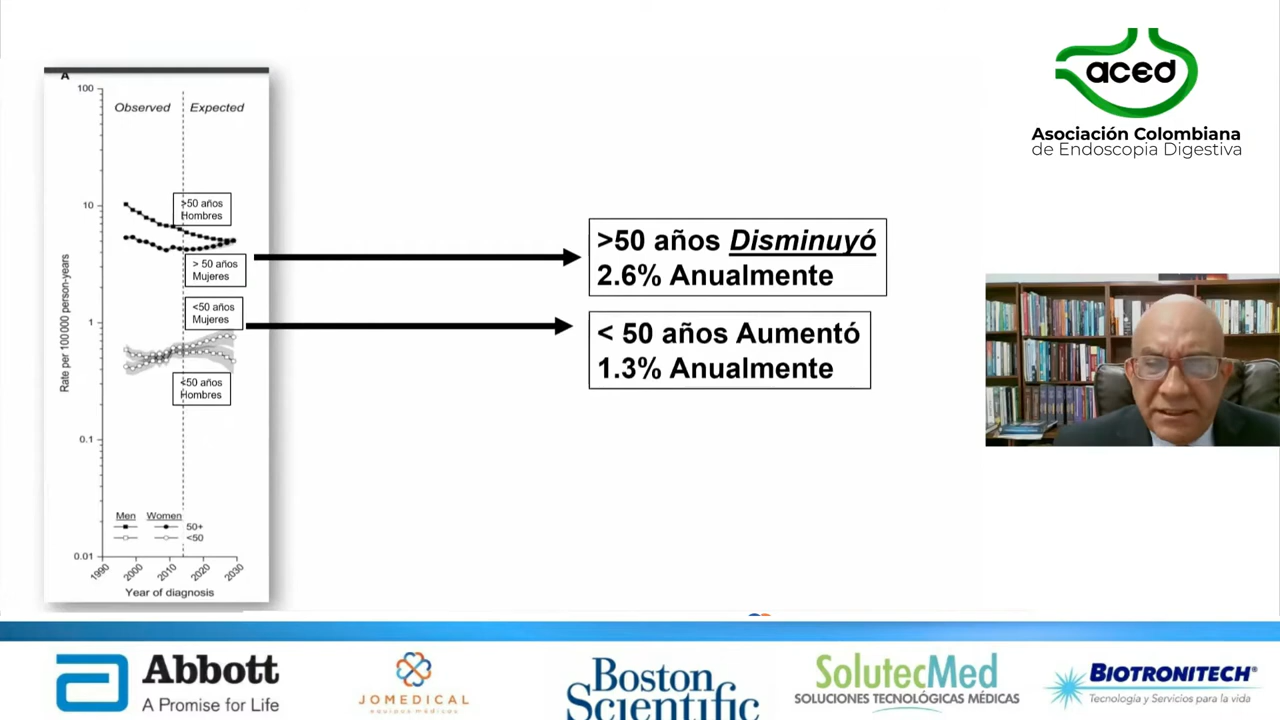 A
100
Observed
Expected
>50 años
Hombres
10
> 50 años
Mujeres
<50 años
Mujeres
1
<50 años
Hombres
0.1
Men
Women
50+
<50
0.01
1990
2000
2010
2020
2030
Year of diagnosis
Rate per 100000 person-years
>50 años Disminuyó
2.6% Anualmente
< 50 años Aumentó
1.3% Anualmente
aced
Asociación Colombiana
de Endoscopia Digestiva
Abbott
A Promise for Life
JOMEDICAL
equipos médicos
Boston
Scientific
SolutecMed
SOLUCIONES TECNOLÓGICAS MÉDICAS
BIOTRONITECH®
Tecnología y Servicios para la vida